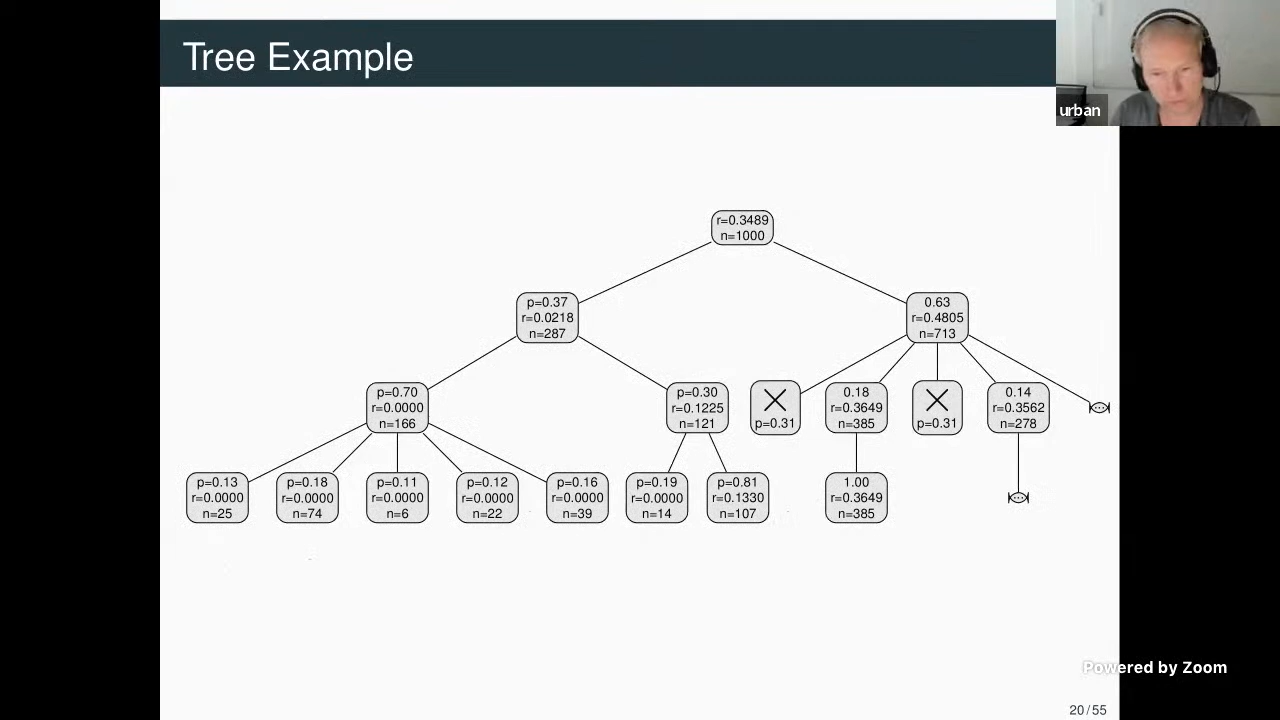 Tree Example
urban
r=0.3489
n=1000
p=0.37
r=0.0218
n=287
0.63
r=0.4805
n=713
p=0.70
r=0.0000
n=166
p=0.30
r=0.1225
n=121
p=0.31
0.18
r=0.3649
n=385
p=0.31
0.14
r=0.3562
n=278
p=0.13
r=0.0000
n=25
p=0.18
r=0.0000
n=74
p=0.11
r=0.0000
n=6
p=0.12
r=0.0000
n=22
p=0.16
r=0.0000
n=39
p=0.19
r=0.0000
n=14
p=0.81
r=0.1330
n=107
1.00
r=0.3649
n=385
Powered by Zoom
20/55